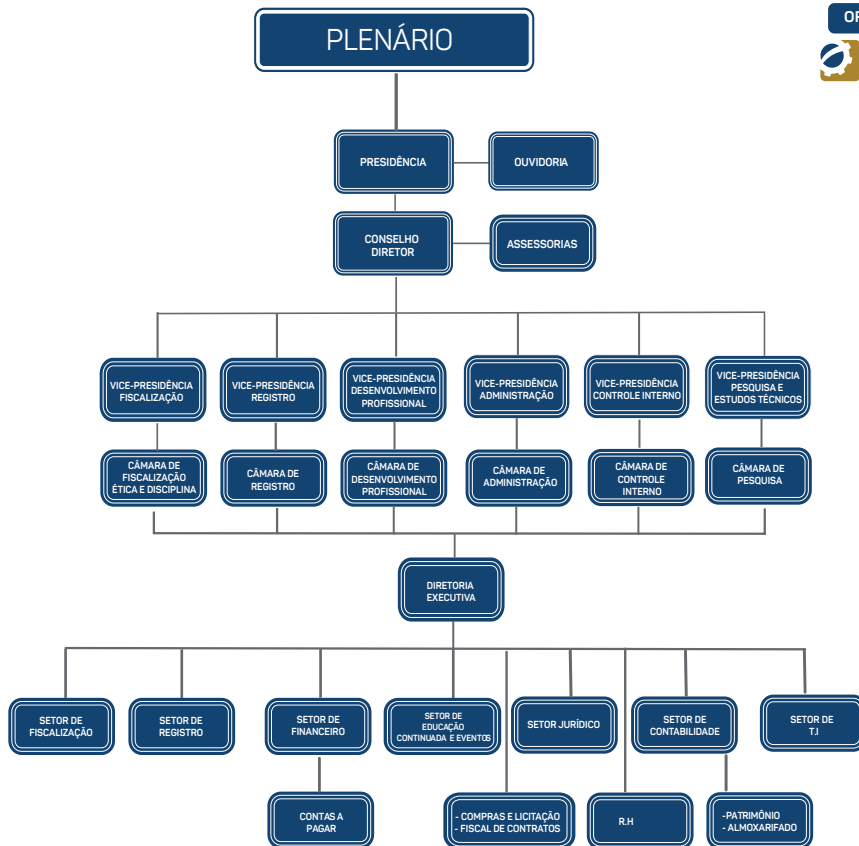 PLENÁRIO
PRESIDÊNCIA
OUVIDORIA
CONSELHO
DIRETOR
ASSESSORIAS
VICE-PRESIDÊNCIA
FISCALIZAÇÃO
VICE-PRESIDÊNCIA
REGISTRO
VICE-PRESIDÊNCIA
DESENVOLVIMENTO
PROFISSIONAL
VICE-PRESIDÊNCIA
ADMINISTRAÇÃO
VICE-PRESIDÊNCIA
CONTROLE INTERNO
VICE-PRESIDÊNCIA
PESQUISA E
ESTUDOS TÉCNICOS
CÂMARA DE
FISCALIZAÇÃO
ÉTICA E DISCIPLINA
CÂMARA DE
REGISTRO
CÂMARA DE
DESENVOLVIMENTO
PROFISSIONAL
CÂMARA DE
ADMINISTRAÇÃO
CÂMARA DE
CONTROLE
INTERNO
CÂMARA DE
PESQUISA
DIRETORIA
EXECUTIVA
SETOR DE
FISCALIZAÇÃO
SETOR DE
REGISTRO
SETOR DE
FINANCEIRO
SETOR DE
EDUCAÇÃO
CONTINUADA E EVENTOS
SETOR JURÍDICO
SETOR DE
CONTABILIDADE
SETOR DE
T.I
CONTAS A
PAGAR
- COMPRAS E LICITAÇÃO
- FISCAL DE CONTRATOS
R.H
-PATRIMÔNIO
- ALMOXARIFADO